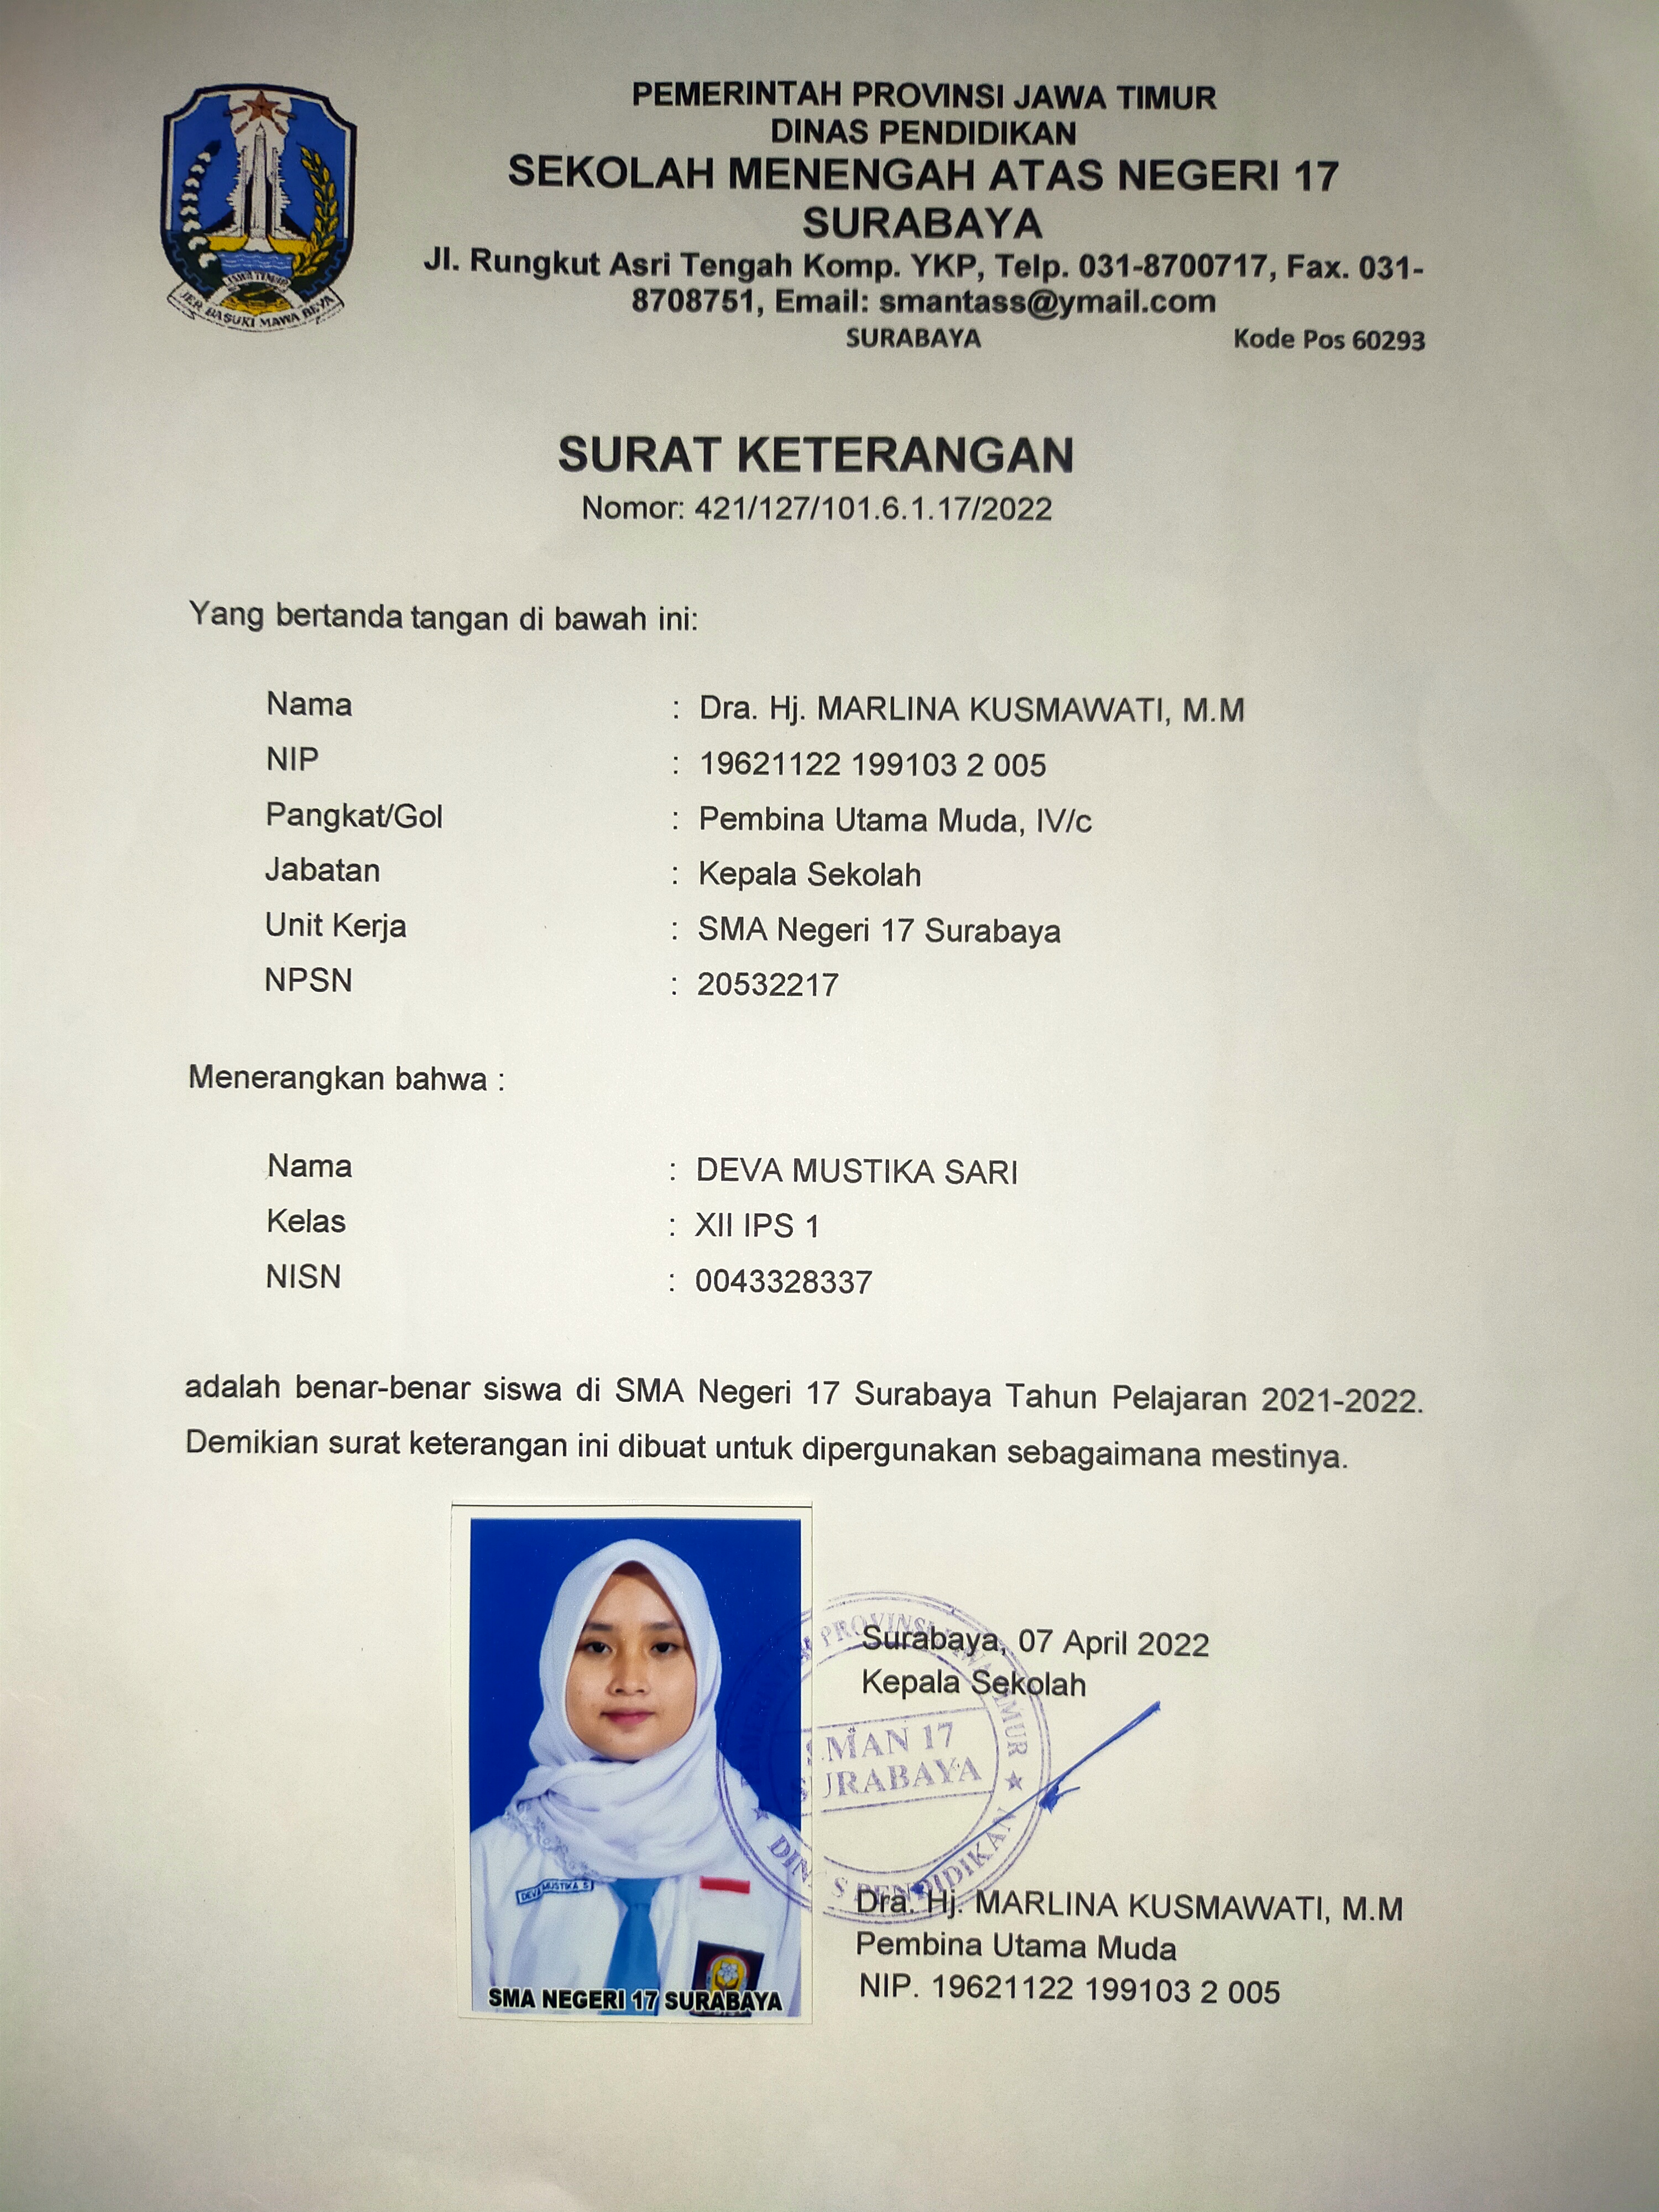 PEMERINTAH PROVINSI JAWA TIMUR
DINAS PENDIDIKAN
SEKOLAH MENENGAH ATAS NEGERI 17
SURABAYA
Jl. Rungkut Asri Tengah Komp. YKP, Telp. 031-8700717, Fax. 031-
8708751, Email: smantass@ymail.com
SURABAYA Kode Pos 60293
JAWA TIMUR
JER BASUKI MAWA BEYA
SURAT KETERANGAN
Nomor: 421/127/101.6.1.17/2022
Yang bertanda tangan di bawah ini:
Nama : Dra. Hj. MARLINA KUSMAWATI, M.M
NIP : 19621122 199103 2 005
Pangkat/Gol : Pembina Utama Muda, IV/c
Jabatan : Kepala Sekolah
Unit Kerja : SMA Negeri 17 Surabaya
NPSN : 20532217
Menerangkan bahwa :
Nama : DEVA MUSTIKA SARI
Kelas : XII IPS 1
NISN : 0043328337
adalah benar-benar siswa di SMA Negeri 17 Surabaya Tahun Pelajaran 2021-2022.
Demikian surat keterangan ini dibuat untuk dipergunakan sebagaimana mestinya.
Surabaya, 07 April 2022
Kepala Sekolah
PROVINSI JAWA TIMUR
SMAN 17
SURABAYA
DINAS PENDIDIKAN
DEVA MUSTIKA S
SMA NEGERI 17 SURABAYA
Dra. Hj. MARLINA KUSMAWATI, M.M
Pembina Utama Muda
NIP. 19621122 199103 2 005